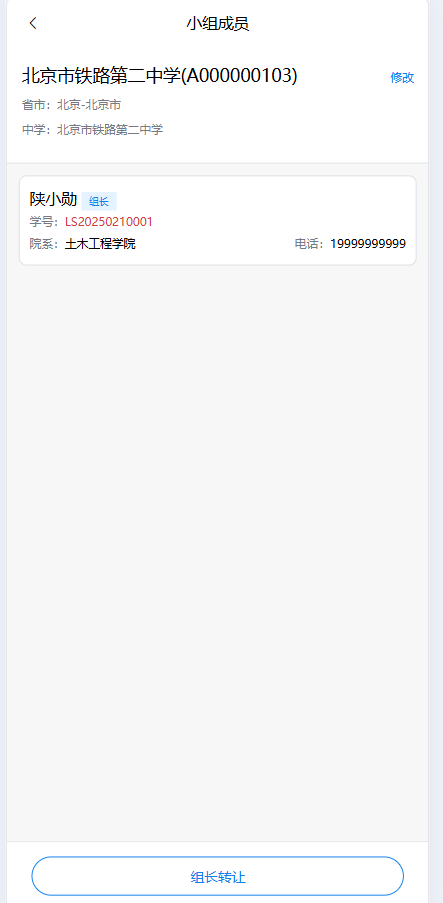 小组成员
北京市铁路第二中学(A000000103) 修改
省市：北京-北京市
中学：北京市铁路第二中学
陕小勋 组长
学号：LS20250210001
院系：土木工程学院 电话：19999999999
组长转让